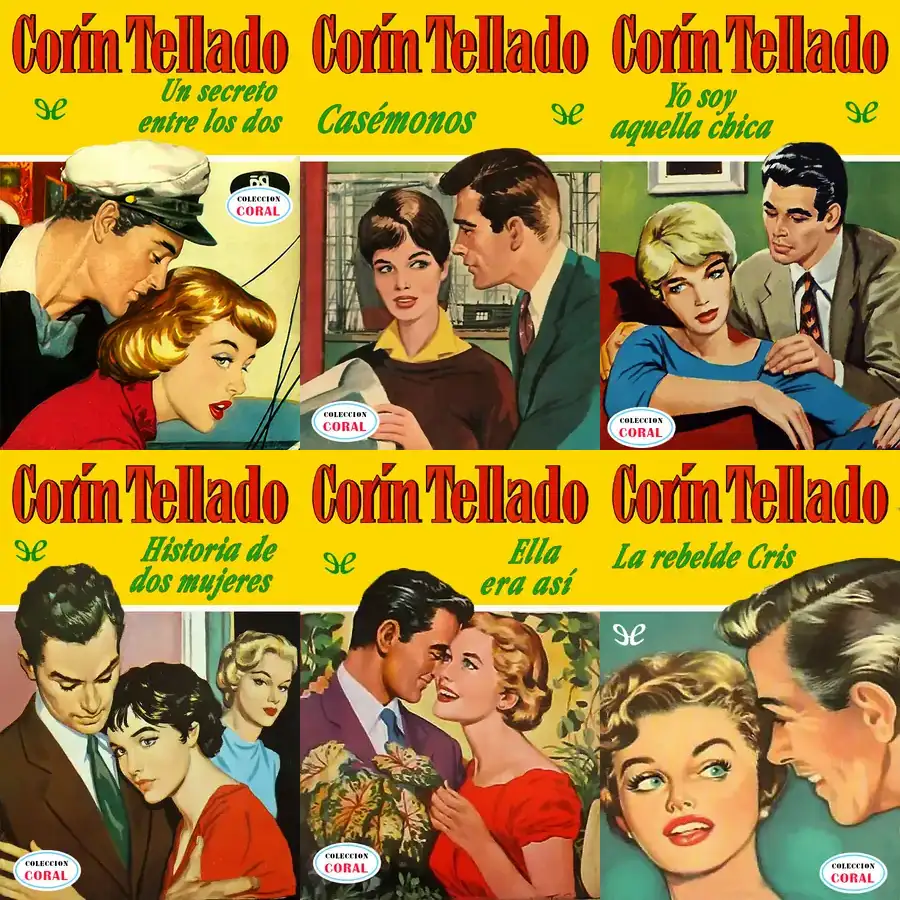 Corín Tellado
Un secreto
entre los dos
COLECCION
CORAL
Corín Tellado
Casémonos
COLECCION
CORAL
Corín Tellado
Yo soy
aquella chica
COLECCION
CORAL
Corín Tellado
Historia de
dos mujeres
COLECCION
CORAL
Corín Tellado
Ella
era así
COLECCION
CORAL
Corín Tellado
La rebelde Cris
COLECCION
CORAL